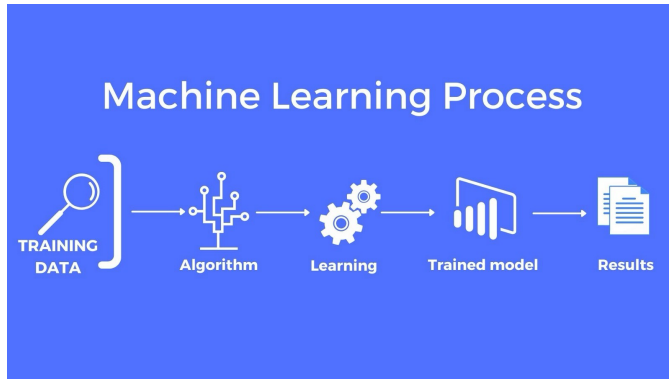 Machine Learning Process
TRAINING
DATA
Algorithm
Learning
Trained model
Results